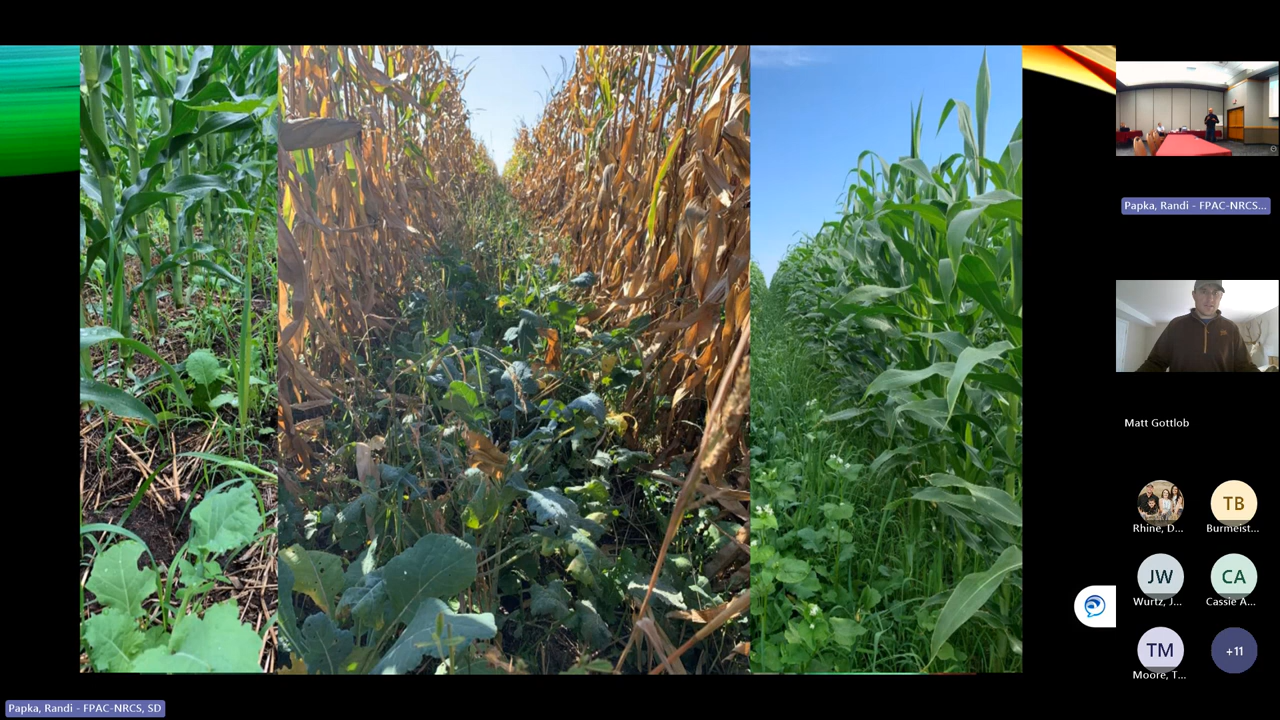 Papka, Randi - FPAC-NRCS...
Matt Gottlob
TB
Rhine, D...
Burmeist...
JW
CA
Wurtz, J...
Cassie A...
TM
+11
Moore, T...
Papka, Randi - FPAC-NRCS, SD